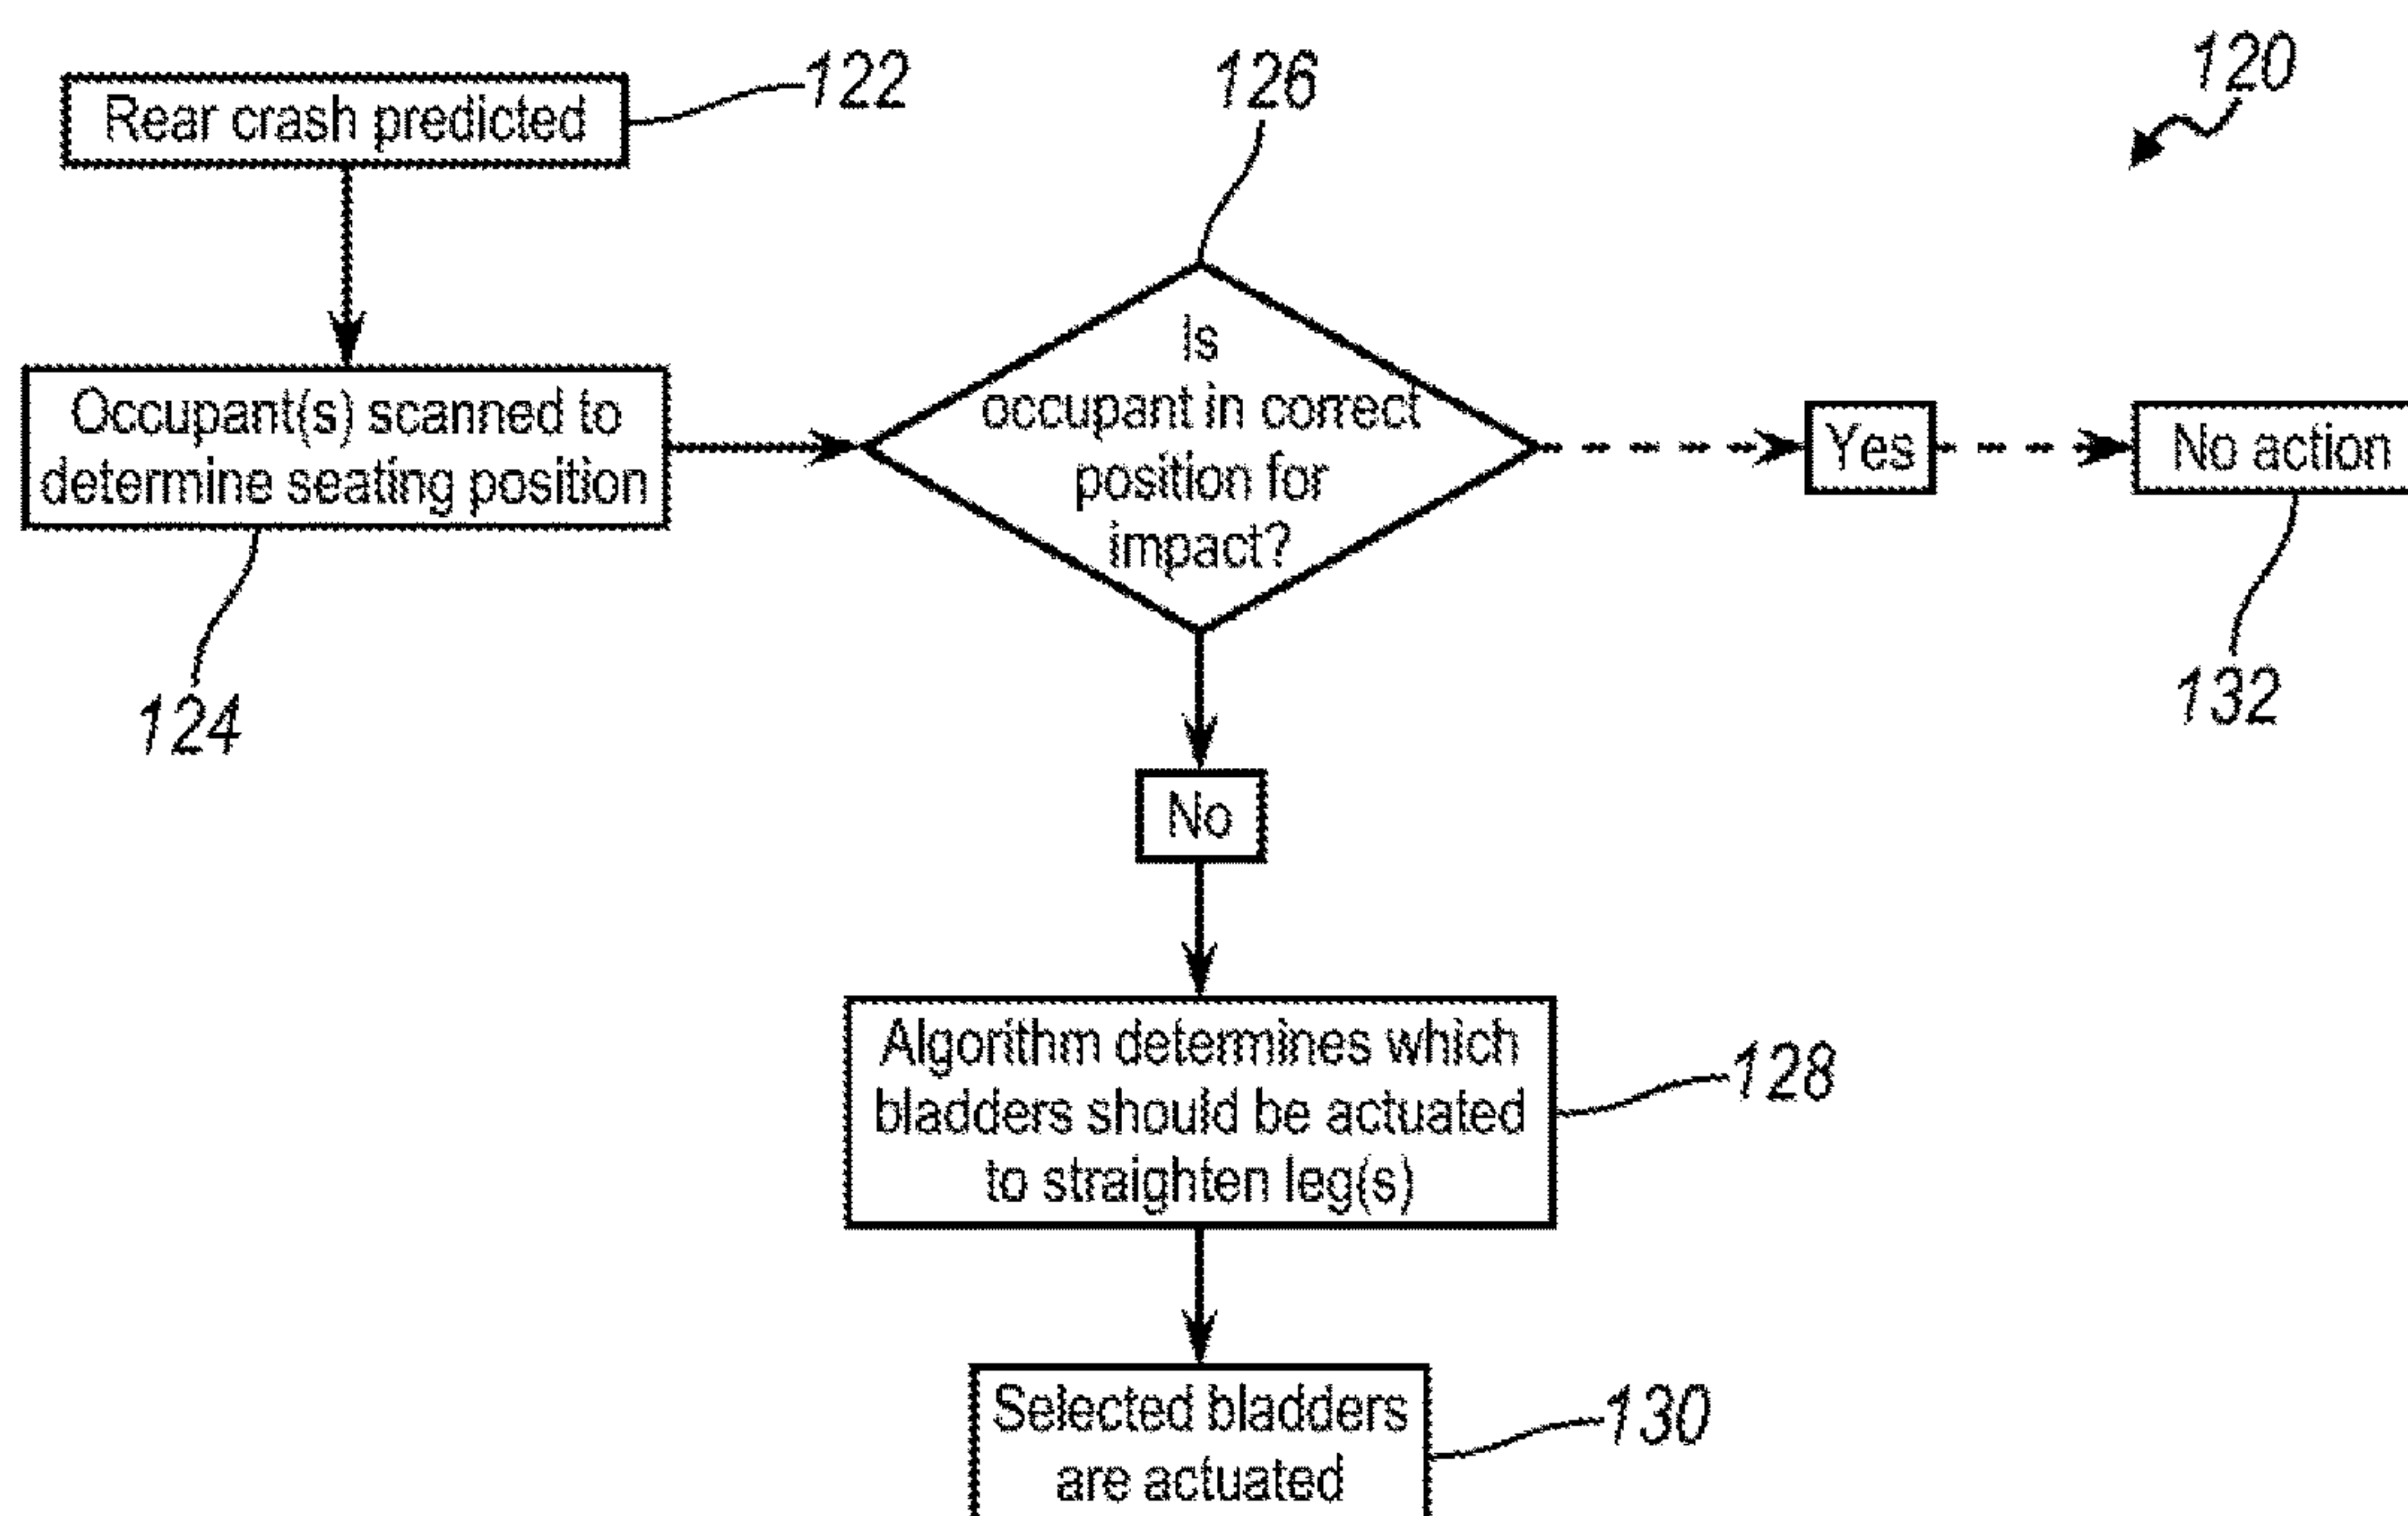 120
Rear crash predicted
122
126
Occupant(s) scanned to
determine seating position
124
Is
occupant in correct
position for
impact?
Yes
No action
132
No
Algorithm determines which
bladders should be actuated
to straighten leg(s)
128
Selected bladders
are actuated
130